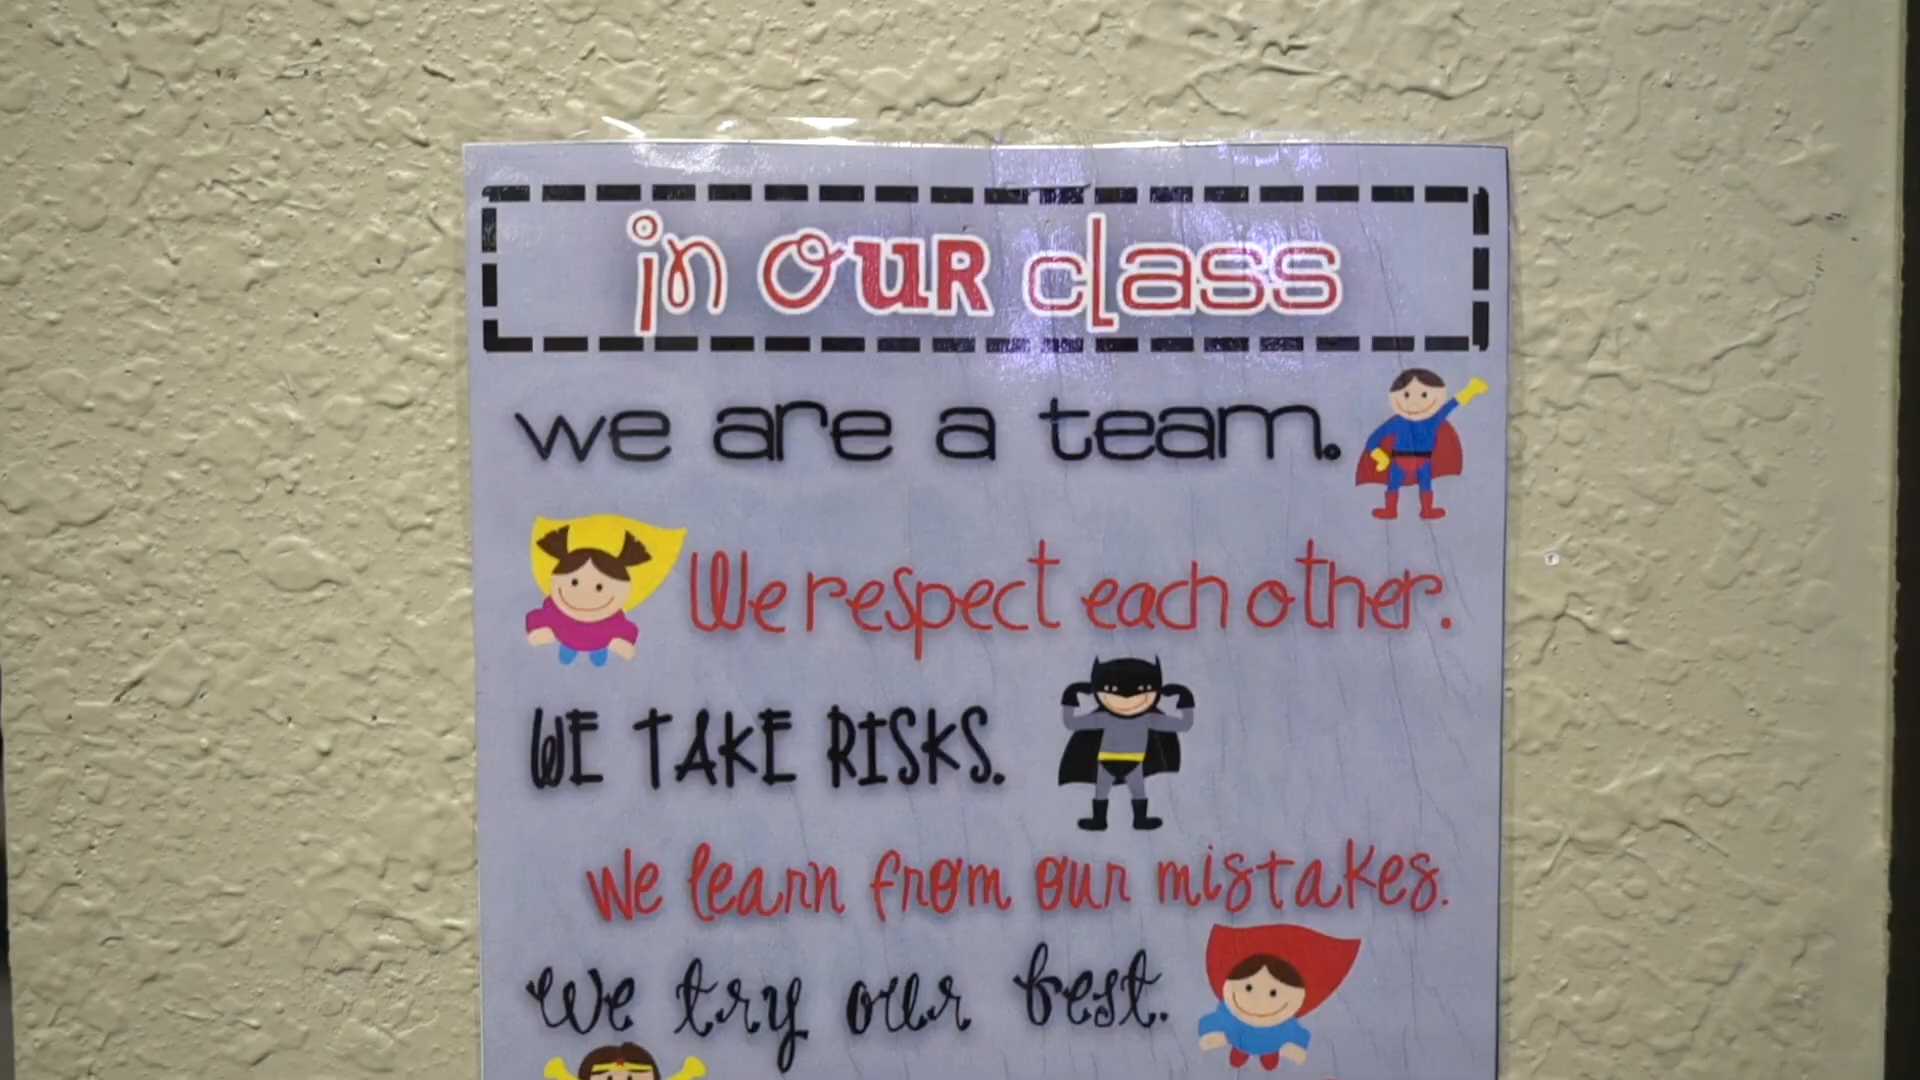 in OuR class
we are a team.
We respect each other.
WE TAKE RISKS.
We learn from our mistakes.
We try our best.